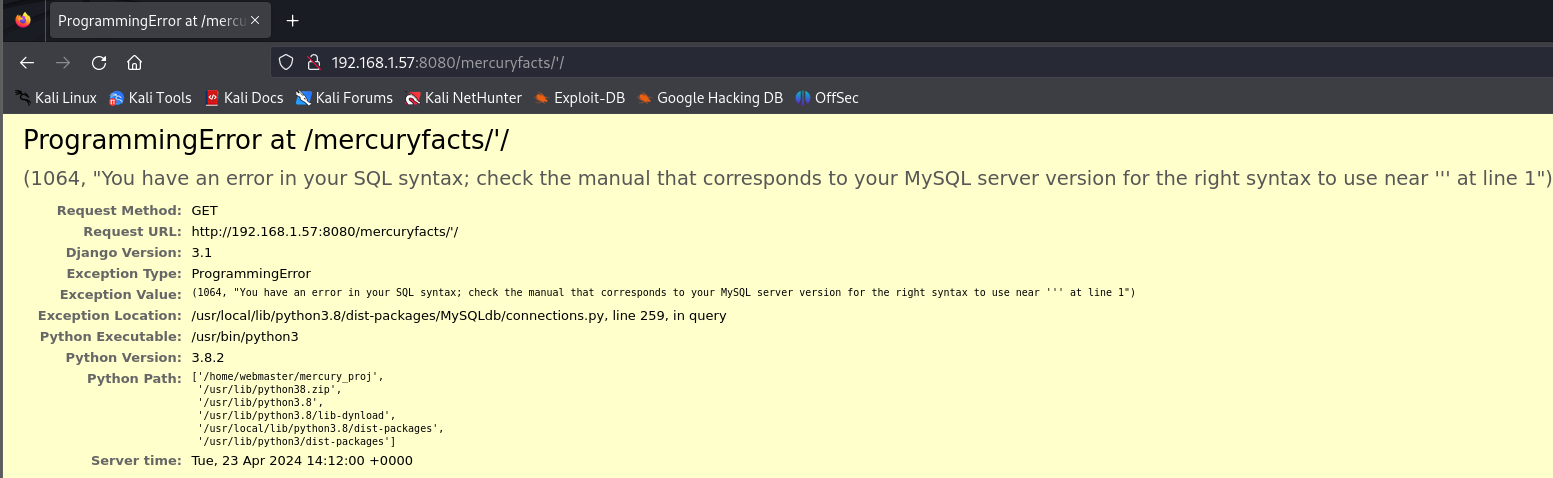 ProgrammingError at /mercu
192.168.1.57:8080/mercuryfacts/'/
Kali Linux Kali Tools Kali Docs Kali Forums Kali NetHunter Exploit-DB Google Hacking DB OffSec
ProgrammingError at /mercuryfacts/'/
(1064, "You have an error in your SQL syntax; check the manual that corresponds to your MySQL server version for the right syntax to use near ''' at line 1")
Request Method: GET
Request URL: http://192.168.1.57:8080/mercuryfacts/'/
Django Version: 3.1
Exception Type: ProgrammingError
Exception Value: (1064, "You have an error in your SQL syntax; check the manual that corresponds to your MySQL server version for the right syntax to use near ''' at line 1")
Exception Location: /usr/local/lib/python3.8/dist-packages/MySQLdb/connections.py, line 259, in query
Python Executable: /usr/bin/python3
Python Version: 3.8.2
Python Path: ['/home/webmaster/mercury_proj',
'/usr/lib/python38.zip',
'/usr/lib/python3.8',
'/usr/lib/python3.8/lib-dynload',
'/usr/local/lib/python3.8/dist-packages',
'/usr/lib/python3/dist-packages']
Server time: Tue, 23 Apr 2024 14:12:00 +0000